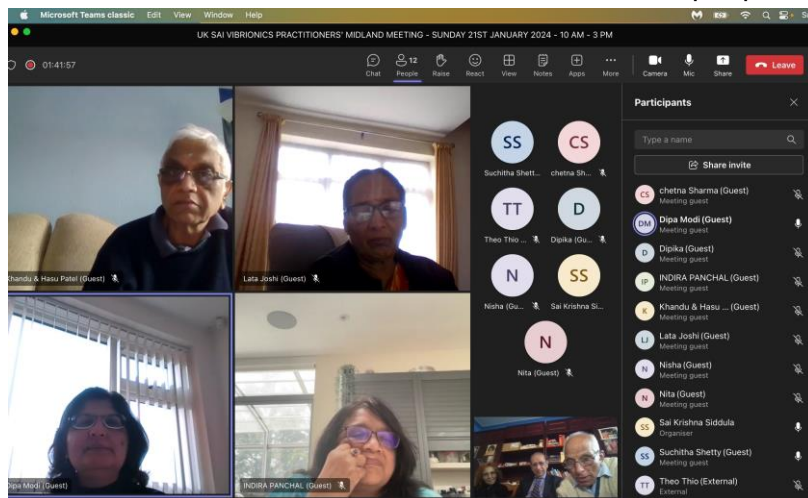 Microsoft Teams classic Edit View Window Help
UK SAI VIBRIONICS PRACTITIONERS' MIDLAND MEETING - SUNDAY 21ST JANUARY 2024 - 10 AM - 3 PM
01:41:57
Chat
12
People
Raise
React
View
Notes
Apps
More
Camera
Mic
Share
Leave
Khandu & Hasu Patel (Guest)
Lata Joshi (Guest)
Dipa Modi (Guest)
INDIRA PANCHAL (Guest)
SS
Suchitha Shett...
CS
chetna Sh...
TT
Theo Thio ...
D
Dipika (Gu...
N
Nisha (Gu...
SS
Sai Krishna Si...
N
Nita (Guest)
Participants
Type a name
Share invite
CS
chetna Sharma (Guest)
Meeting guest
DM
Dipa Modi (Guest)
Meeting guest
D
Dipika (Guest)
Meeting guest
IP
INDIRA PANCHAL (Guest)
Meeting guest
K
Khandu & Hasu ... (Guest)
Meeting guest
LJ
Lata Joshi (Guest)
Meeting guest
N
Nisha (Guest)
Meeting guest
N
Nita (Guest)
Meeting guest
SS
Sai Krishna Siddula
Organiser
SS
Suchitha Shetty (Guest)
Meeting guest
TT
Theo Thio (External)
External